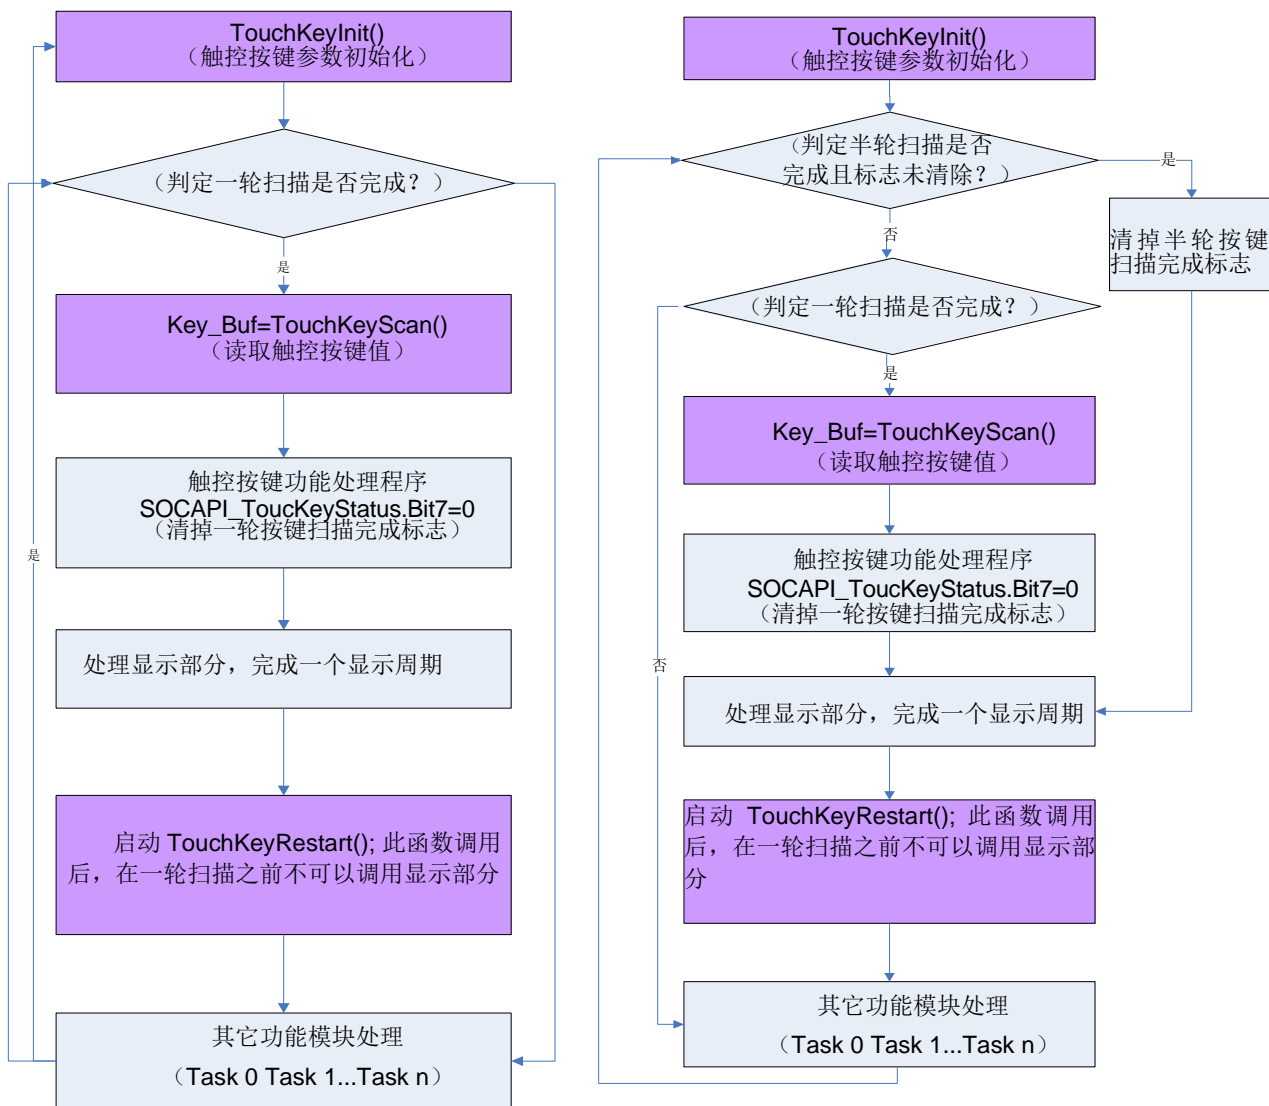 TouchKeyInit()
（触控按键参数初始化）
（判定一轮扫描是否完成？）
是
Key_Buf=TouchKeyScan()
（读取触控按键值）
触控按键功能处理程序
SOCAPI_ToucKeyStatus.Bit7=0
（清掉一轮按键扫描完成标志）
是
处理显示部分，完成一个显示周期
启动 TouchKeyRestart(); 此函数调用
后，在一轮扫描之前不可以调用显示部分
其它功能模块处理
（Task 0 Task 1...Task n）
TouchKeyInit()
（触控按键参数初始化）
（判定半轮扫描是否
完成且标志未清除？）
是
清掉半轮按键
扫描完成标志
否
（判定一轮扫描是否完成？）
是
Key_Buf=TouchKeyScan()
（读取触控按键值）
触控按键功能处理程序
SOCAPI_ToucKeyStatus.Bit7=0
（清掉一轮按键扫描完成标志）
否
处理显示部分，完成一个显示周期
启动 TouchKeyRestart(); 此函数调用
后，在一轮扫描之前不可以调用显示部
分
其它功能模块处理
（Task 0 Task 1...Task n）